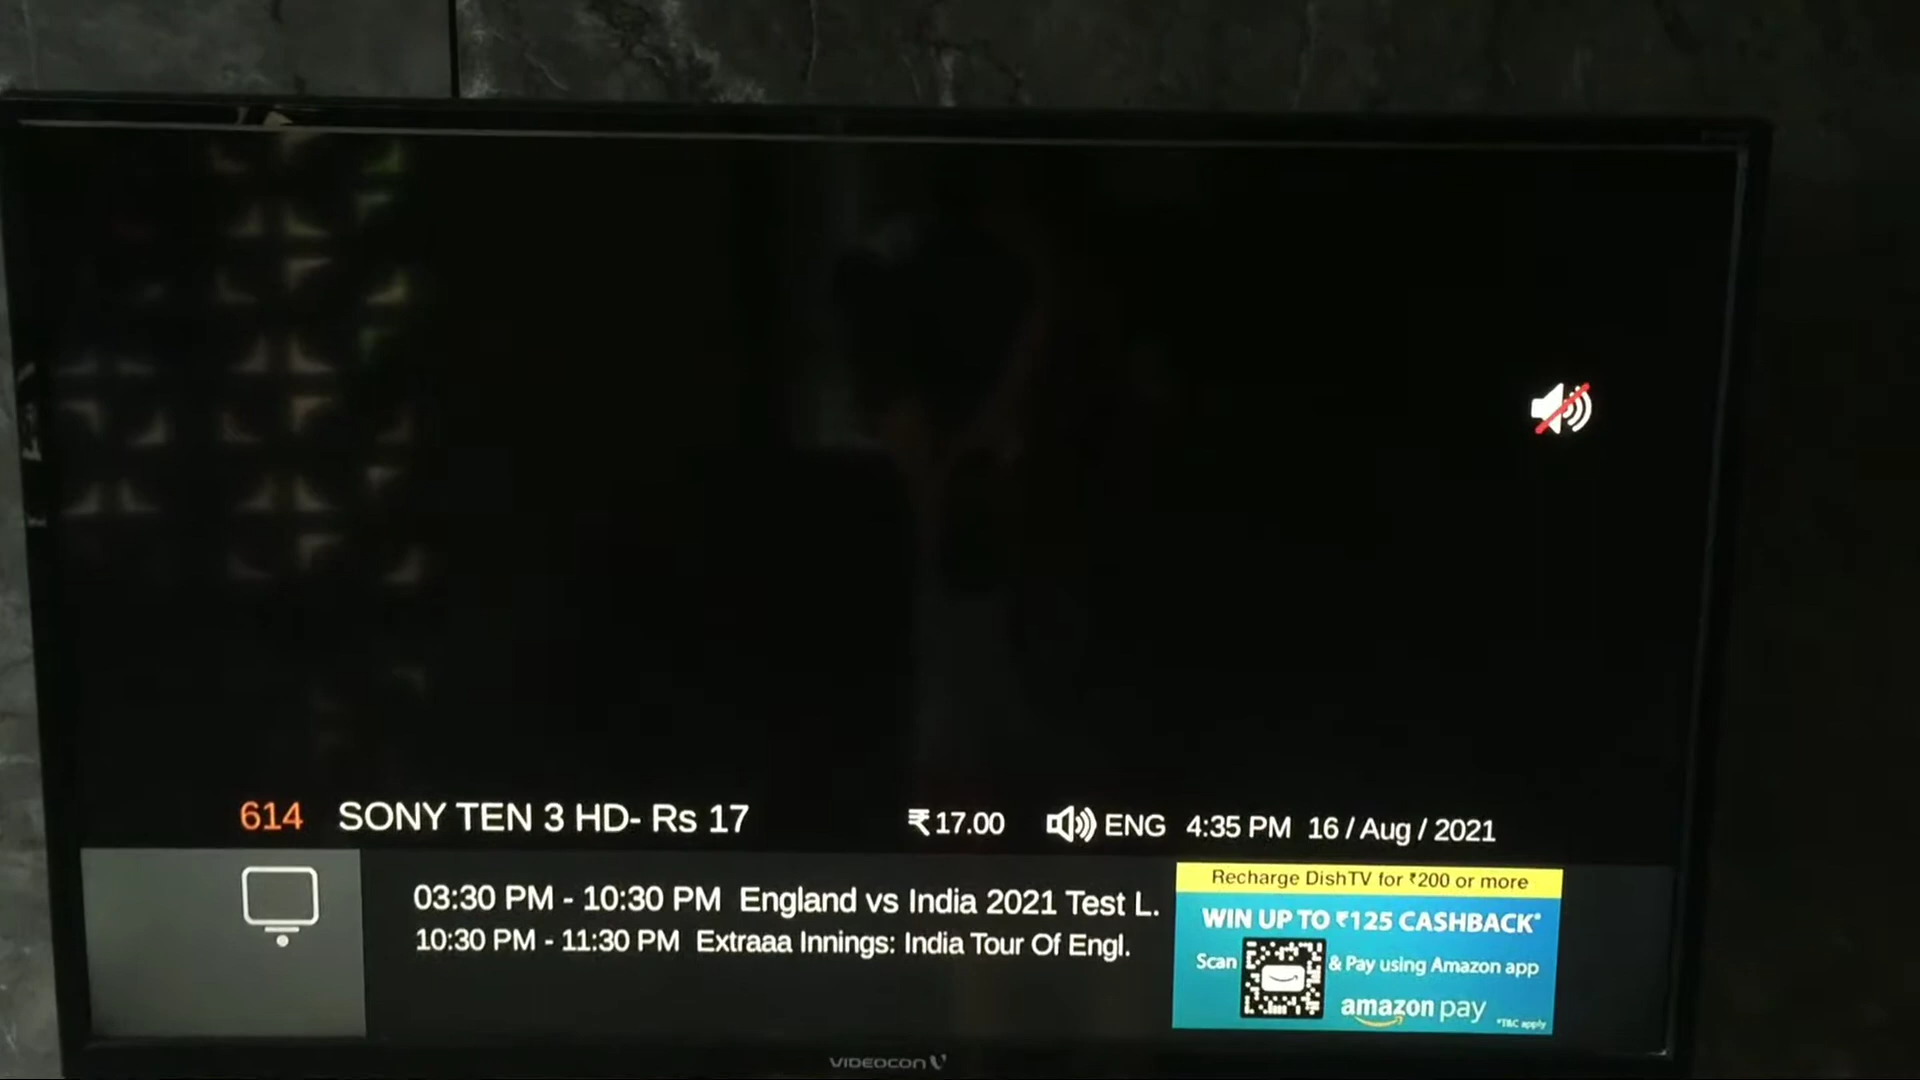 614 SONY TEN 3 HD- Rs 17 ₹17.00 ENG 4:35 PM 16 / Aug / 2021
03:30 PM - 10:30 PM England vs India 2021 Test L.
10:30 PM - 11:30 PM Extraaa Innings: India Tour Of Engl.
Recharge DishTV for ₹200 or more
WIN UP TO ₹125 CASHBACK*
Scan & Pay using Amazon app
amazon pay
*T&C apply
VIDEOCON